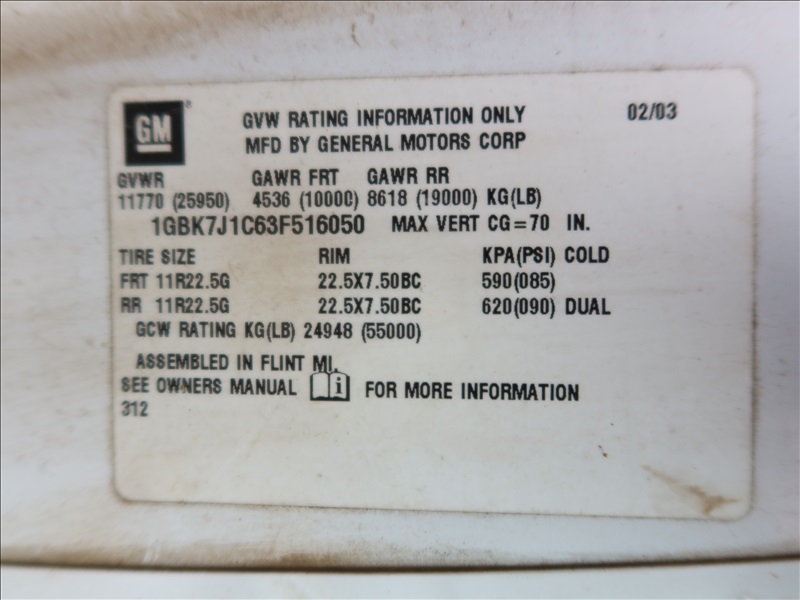 GM ® GVW RATING INFORMATION ONLY 02/03
MFD BY GENERAL MOTORS CORP
GVWR GAWR FRT GAWR RR
11770 (25950) 4536 (10000) 8618 (19000) KG(LB)
1GBK7J1C63F516050 MAX VERT CG=70 IN.
TIRE SIZE RIM KPA(PSI) COLD
FRT 11R22.5G 22.5X7.50BC 590(085)
RR 11R22.5G 22.5X7.50BC 620(090) DUAL
GCW RATING KG(LB) 24948 (55000)
ASSEMBLED IN FLINT MI.
SEE OWNERS MANUAL i FOR MORE INFORMATION
312